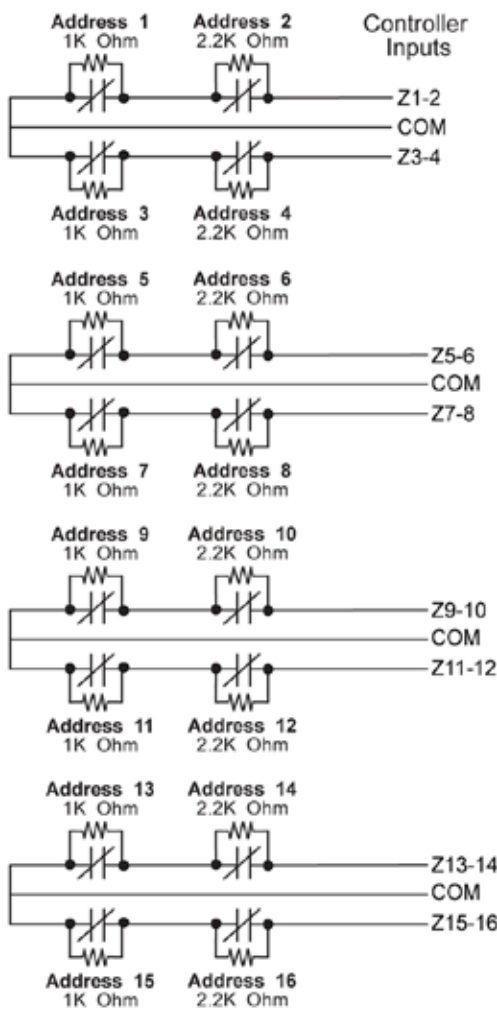 Address 1 Address 2 Controller
1K Ohm 2.2K Ohm Inputs
Z1-2
COM
Z3-4
Address 3 Address 4
1K Ohm 2.2K Ohm
Address 5 Address 6
1K Ohm 2.2K Ohm
Z5-6
COM
Z7-8
Address 7 Address 8
1K Ohm 2.2K Ohm
Address 9 Address 10
1K Ohm 2.2K Ohm
Z9-10
COM
Z11-12
Address 11 Address 12
1K Ohm 2.2K Ohm
Address 13 Address 14
1K Ohm 2.2K Ohm
Z13-14
COM
Z15-16
Address 15 Address 16
1K Ohm 2.2K Ohm